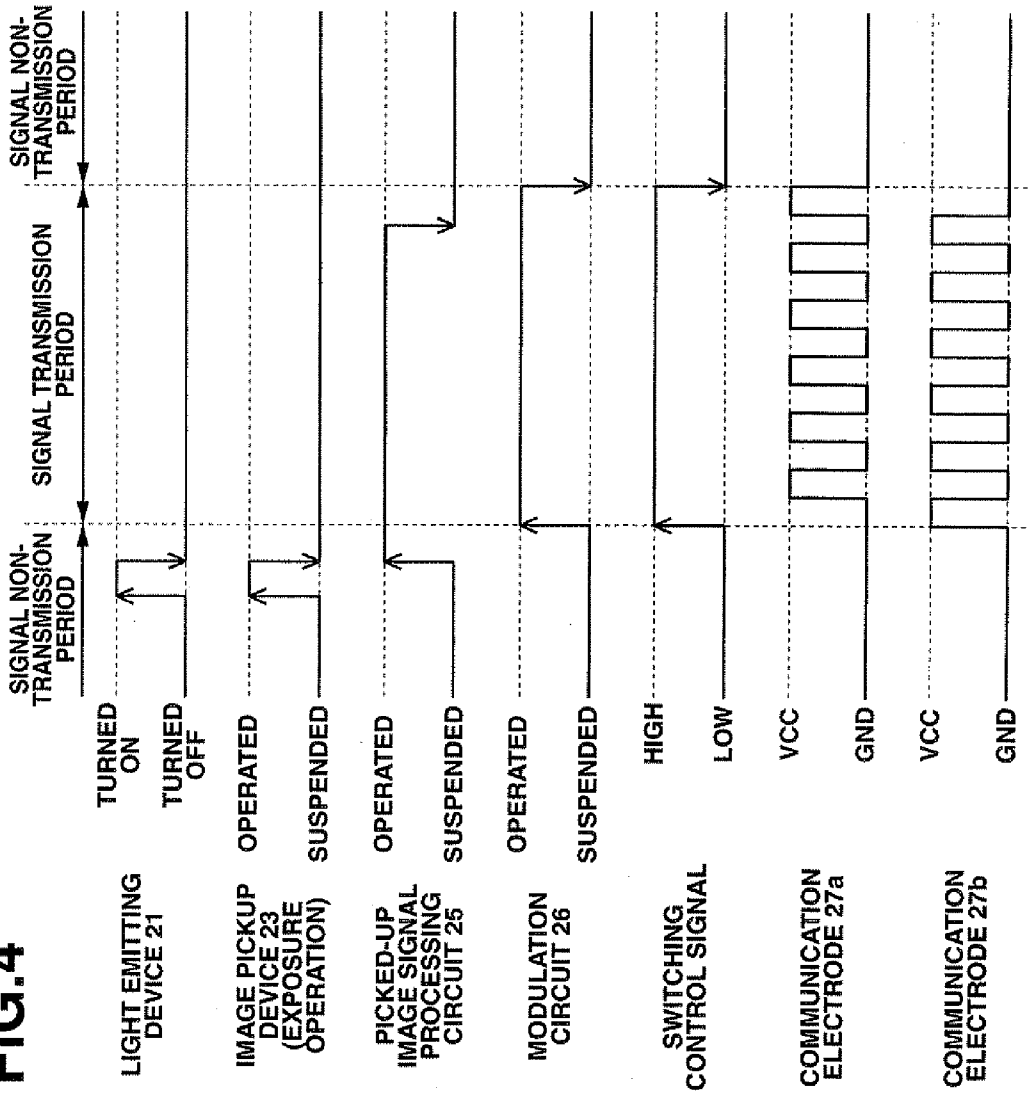 FIG.4
SIGNAL NON-
TRANSMISSION
PERIOD
SIGNAL TRANSMISSION
PERIOD
SIGNAL NON-
TRANSMISSION
PERIOD
LIGHT EMITTING
DEVICE 21
TURNED
ON
TURNED
OFF
IMAGE PICKUP
DEVICE 23
(EXPOSURE
OPERATION)
OPERATED
SUSPENDED
PICKED-UP
IMAGE SIGNAL
PROCESSING
CIRCUIT 25
OPERATED
SUSPENDED
MODULATION
CIRCUIT 26
OPERATED
SUSPENDED
SWITCHING
CONTROL SIGNAL
HIGH
LOW
COMMUNICATION
ELECTRODE 27a
VCC
GND
COMMUNICATION
ELECTRODE 27b
VCC
GND